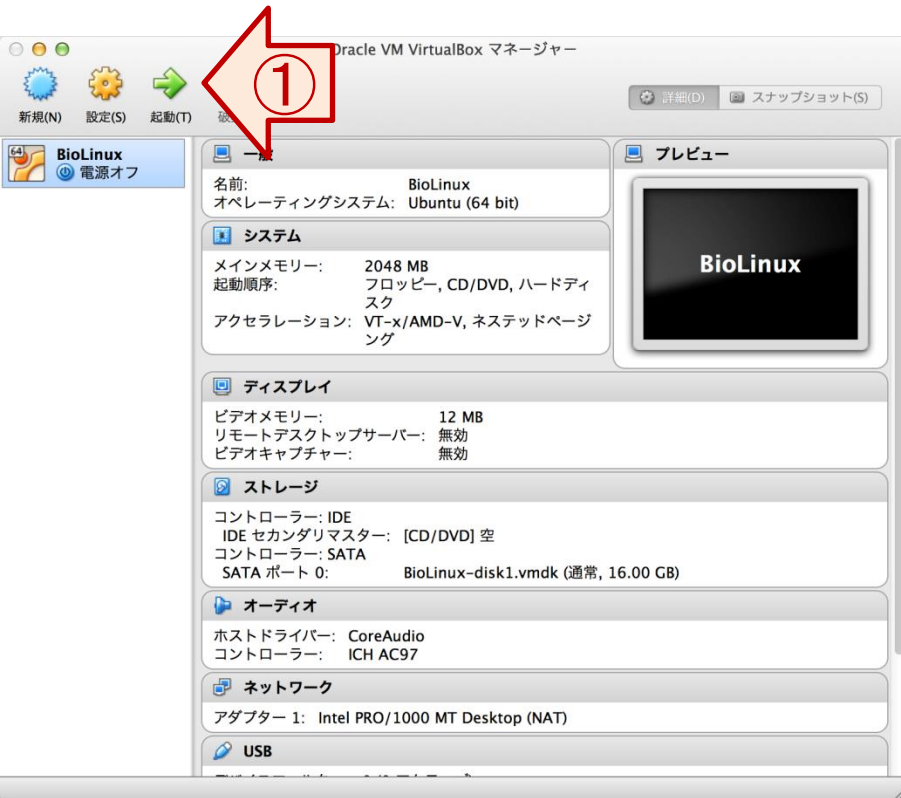 Oracle VM VirtualBox マネージャー
①
新規(N) 設定(S) 起動(T)
詳細(D) スナップショット(S)
64
BioLinux
電源オフ
一般
名前: BioLinux
オペレーティングシステム: Ubuntu (64 bit)
システム
メインメモリー: 2048 MB
起動順序: フロッピー, CD/DVD, ハードディ
スク
アクセラレーション: VT-x/AMD-V, ネステッドページ
ング
プレビュー
BioLinux
ディスプレイ
ビデオメモリー: 12 MB
リモートデスクトップサーバー: 無効
ビデオキャプチャー: 無効
ストレージ
コントローラー: IDE
IDE セカンダリマスター: [CD/DVD] 空
コントローラー: SATA
SATA ポート 0: BioLinux-disk1.vmdk (通常, 16.00 GB)
オーディオ
ホストドライバー: CoreAudio
コントローラー: ICH AC97
ネットワーク
アダプター 1: Intel PRO/1000 MT Desktop (NAT)
USB